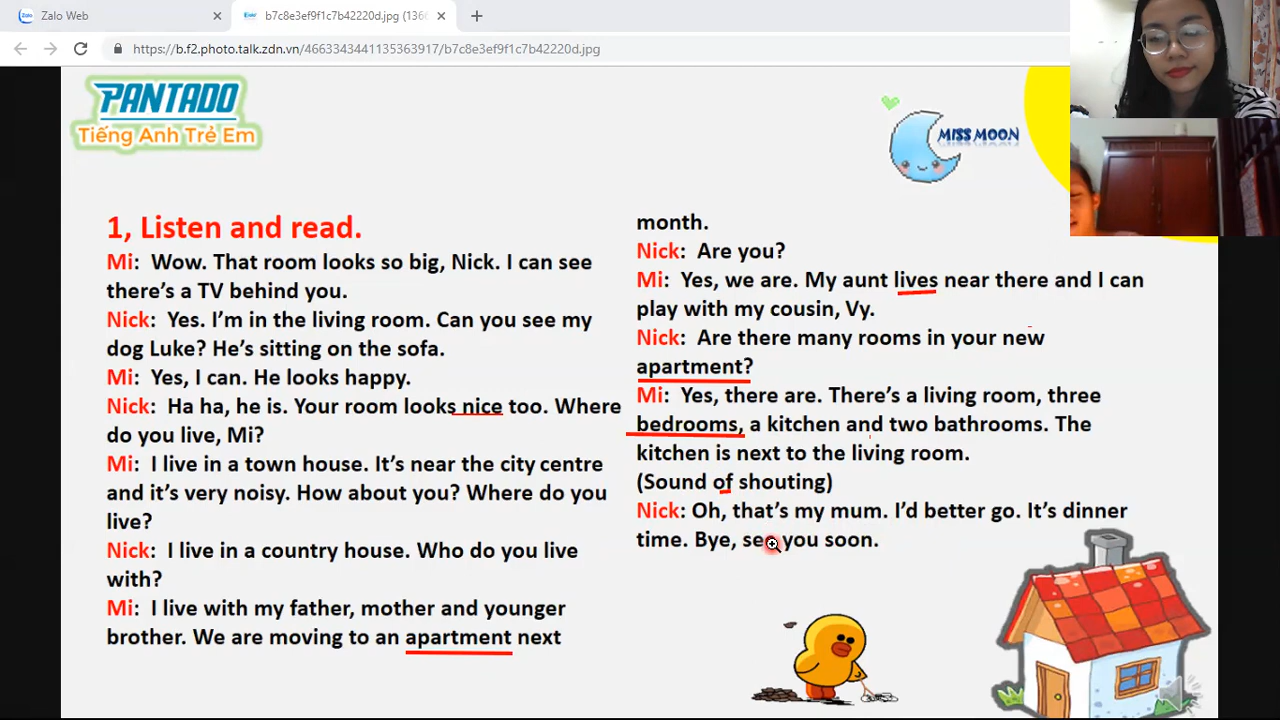 Zalo Web
b7c8e3ef9f1c7b42220d.jpg (1366
https://b.f2.photo.talk.zdn.vn/4663343441135363917/b7c8e3ef9f1c7b42220d.jpg
PANTADO
Tiếng Anh Trẻ Em
MISS MOON
1, Listen and read.
Mi: Wow. That room looks so big, Nick. I can see
there's a TV behind you.
Nick: Yes. I'm in the living room. Can you see my
dog Luke? He's sitting on the sofa.
Mi: Yes, I can. He looks happy.
Nick: Ha ha, he is. Your room looks nice too. Where
do you live, Mi?
Mi: I live in a town house. It's near the city centre
and it's very noisy. How about you? Where do you
live?
Nick: I live in a country house. Who do you live
with?
Mi: I live with my father, mother and younger
brother. We are moving to an apartment next
month.
Nick: Are you?
Mi: Yes, we are. My aunt lives near there and I can
play with my cousin, Vy.
Nick: Are there many rooms in your new
apartment?
Mi: Yes, there are. There's a living room, three
bedrooms, a kitchen and two bathrooms. The
kitchen is next to the living room.
(Sound of shouting)
Nick: Oh, that's my mum. I'd better go. It's dinner
time. Bye, see you soon.